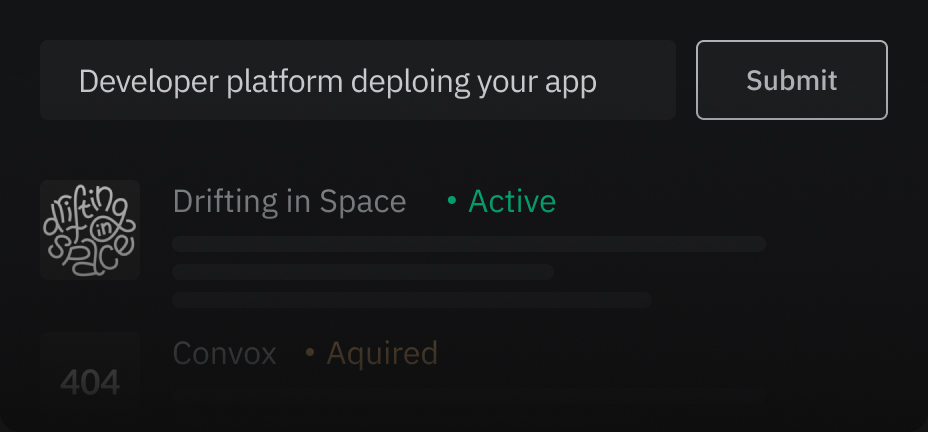 Developer platform deploing your app
Submit
drifting
in
space
Drifting in Space
• Active
404
Convox
• Aquired